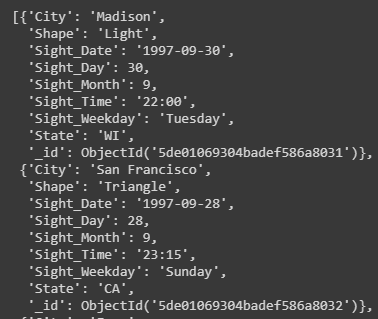 [{'City': 'Madison',
'Shape': 'Light',
'Sight_Date': '1997-09-30',
'Sight_Day': 30,
'Sight_Month': 9,
'Sight_Time': '22:00',
'Sight_Weekday': 'Tuesday',
'State': 'WI',
'_id': ObjectId('5de01069304badef586a8031')},
{'City': 'San Francisco',
'Shape': 'Triangle',
'Sight_Date': '1997-09-28',
'Sight_Day': 28,
'Sight_Month': 9,
'Sight_Time': '23:15',
'Sight_Weekday': 'Sunday',
'State': 'CA',
'_id': ObjectId('5de01069304badef586a8032')},